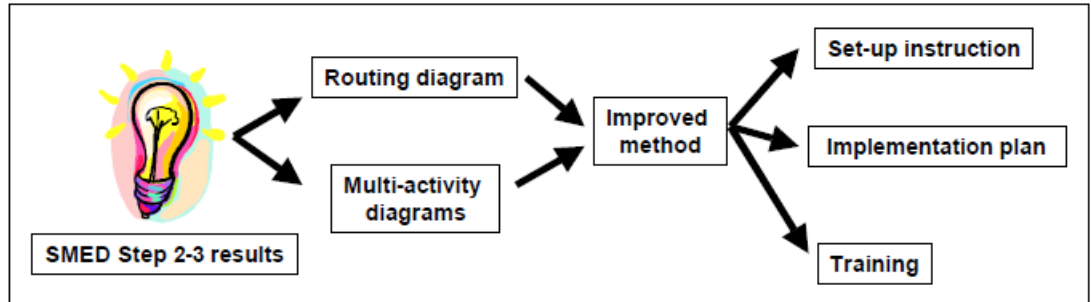 SMED Step 2-3 results
Routing diagram
Multi-activity
diagrams
Improved
method
Set-up instruction
Implementation plan
Training